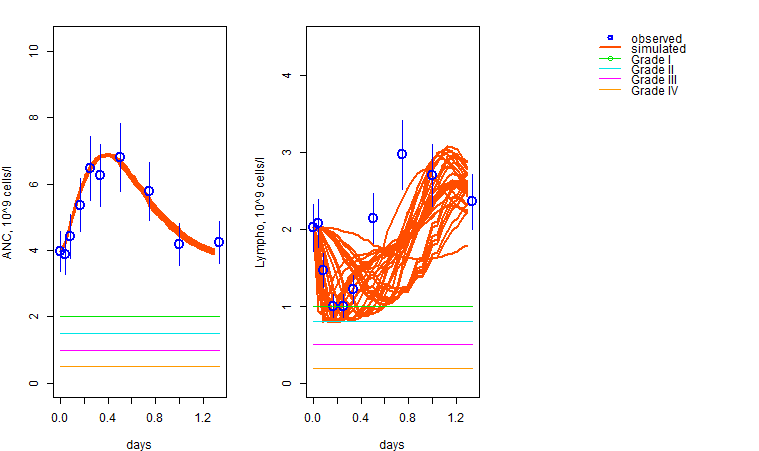 ANC, 10^9 cells/l
10
8
6
4
2
0
0.0 0.4 0.8 1.2
days
Lympho, 10^9 cells/l
4
3
2
1
0
0.0 0.4 0.8 1.2
days
observed
simulated
Grade I
Grade II
Grade III
Grade IV